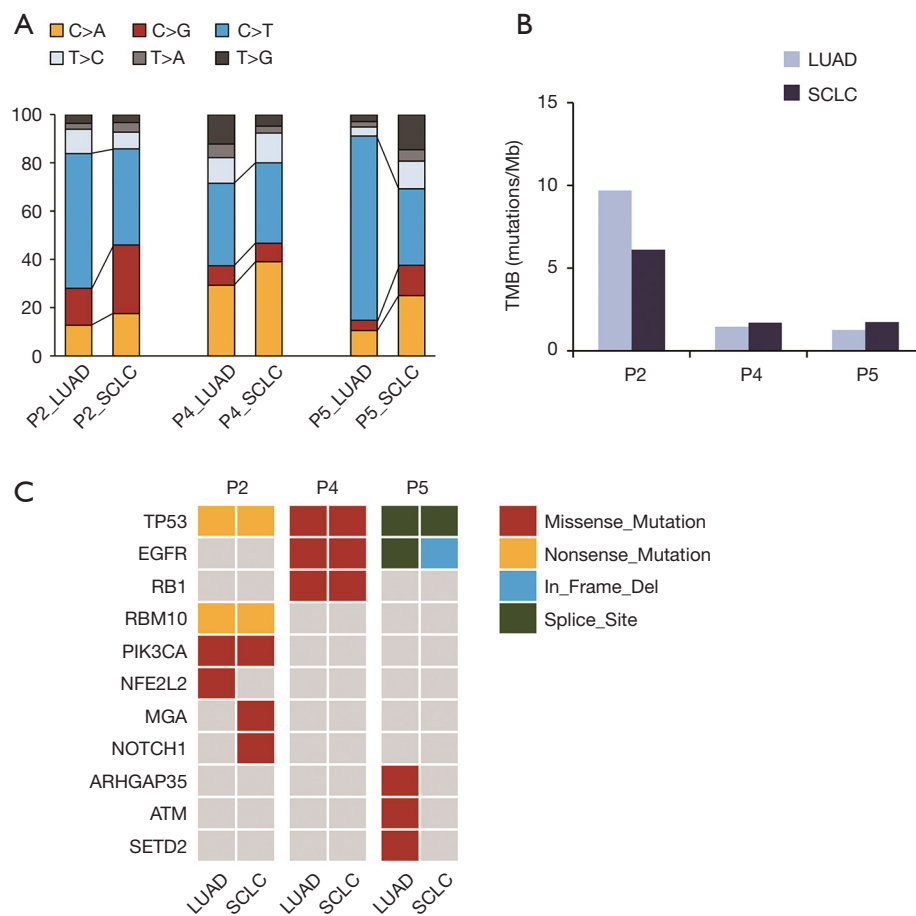 A
C>A C>G C>T
T>C T>A T>G
100
80
60
40
20
0
P2_LUAD P2_SCLC P4_LUAD P4_SCLC P5_LUAD P5_SCLC
B
LUAD
SCLC
TMB (mutations/Mb)
15
10
5
0
P2 P4 P5
C
P2 P4 P5
TP53
EGFR
RB1
RBM10
PIK3CA
NFE2L2
MGA
NOTCH1
ARHGAP35
ATM
SETD2
LUAD SCLC LUAD SCLC LUAD SCLC
Missense_Mutation
Nonsense_Mutation
In_Frame_Del
Splice_Site